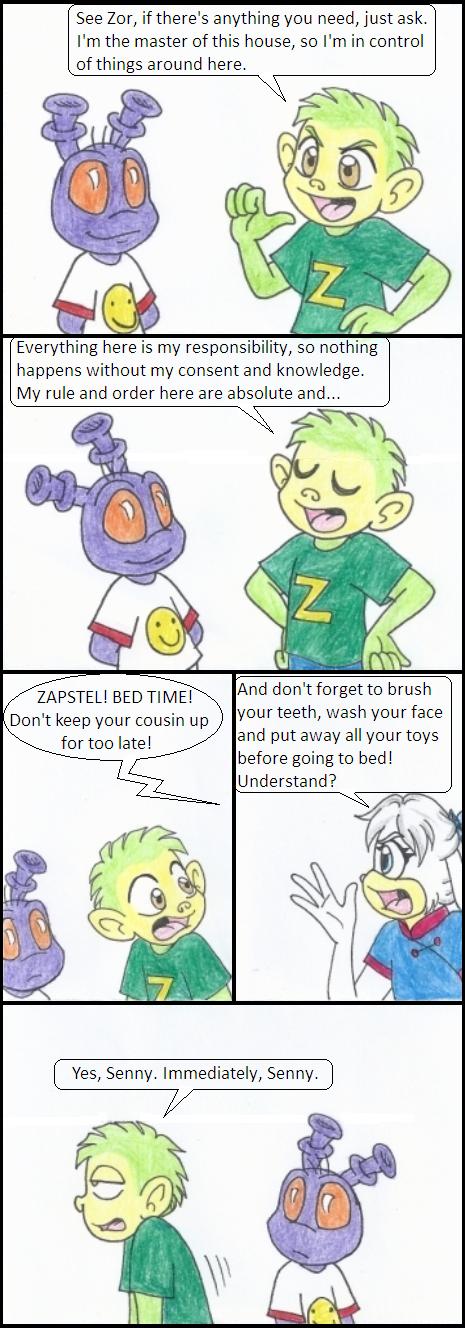 See Zor, if there's anything you need, just ask.
I'm the master of this house, so I'm in control
of things around here.
Z
Everything here is my responsibility, so nothing
happens without my consent and knowledge.
My rule and order here are absolute and...
Z
ZAPSTEL! BED TIME!
Don't keep your cousin up
for too late!
Z
And don't forget to brush
your teeth, wash your face
and put away all your toys
before going to bed!
Understand?
Yes, Senny. Immediately, Senny.